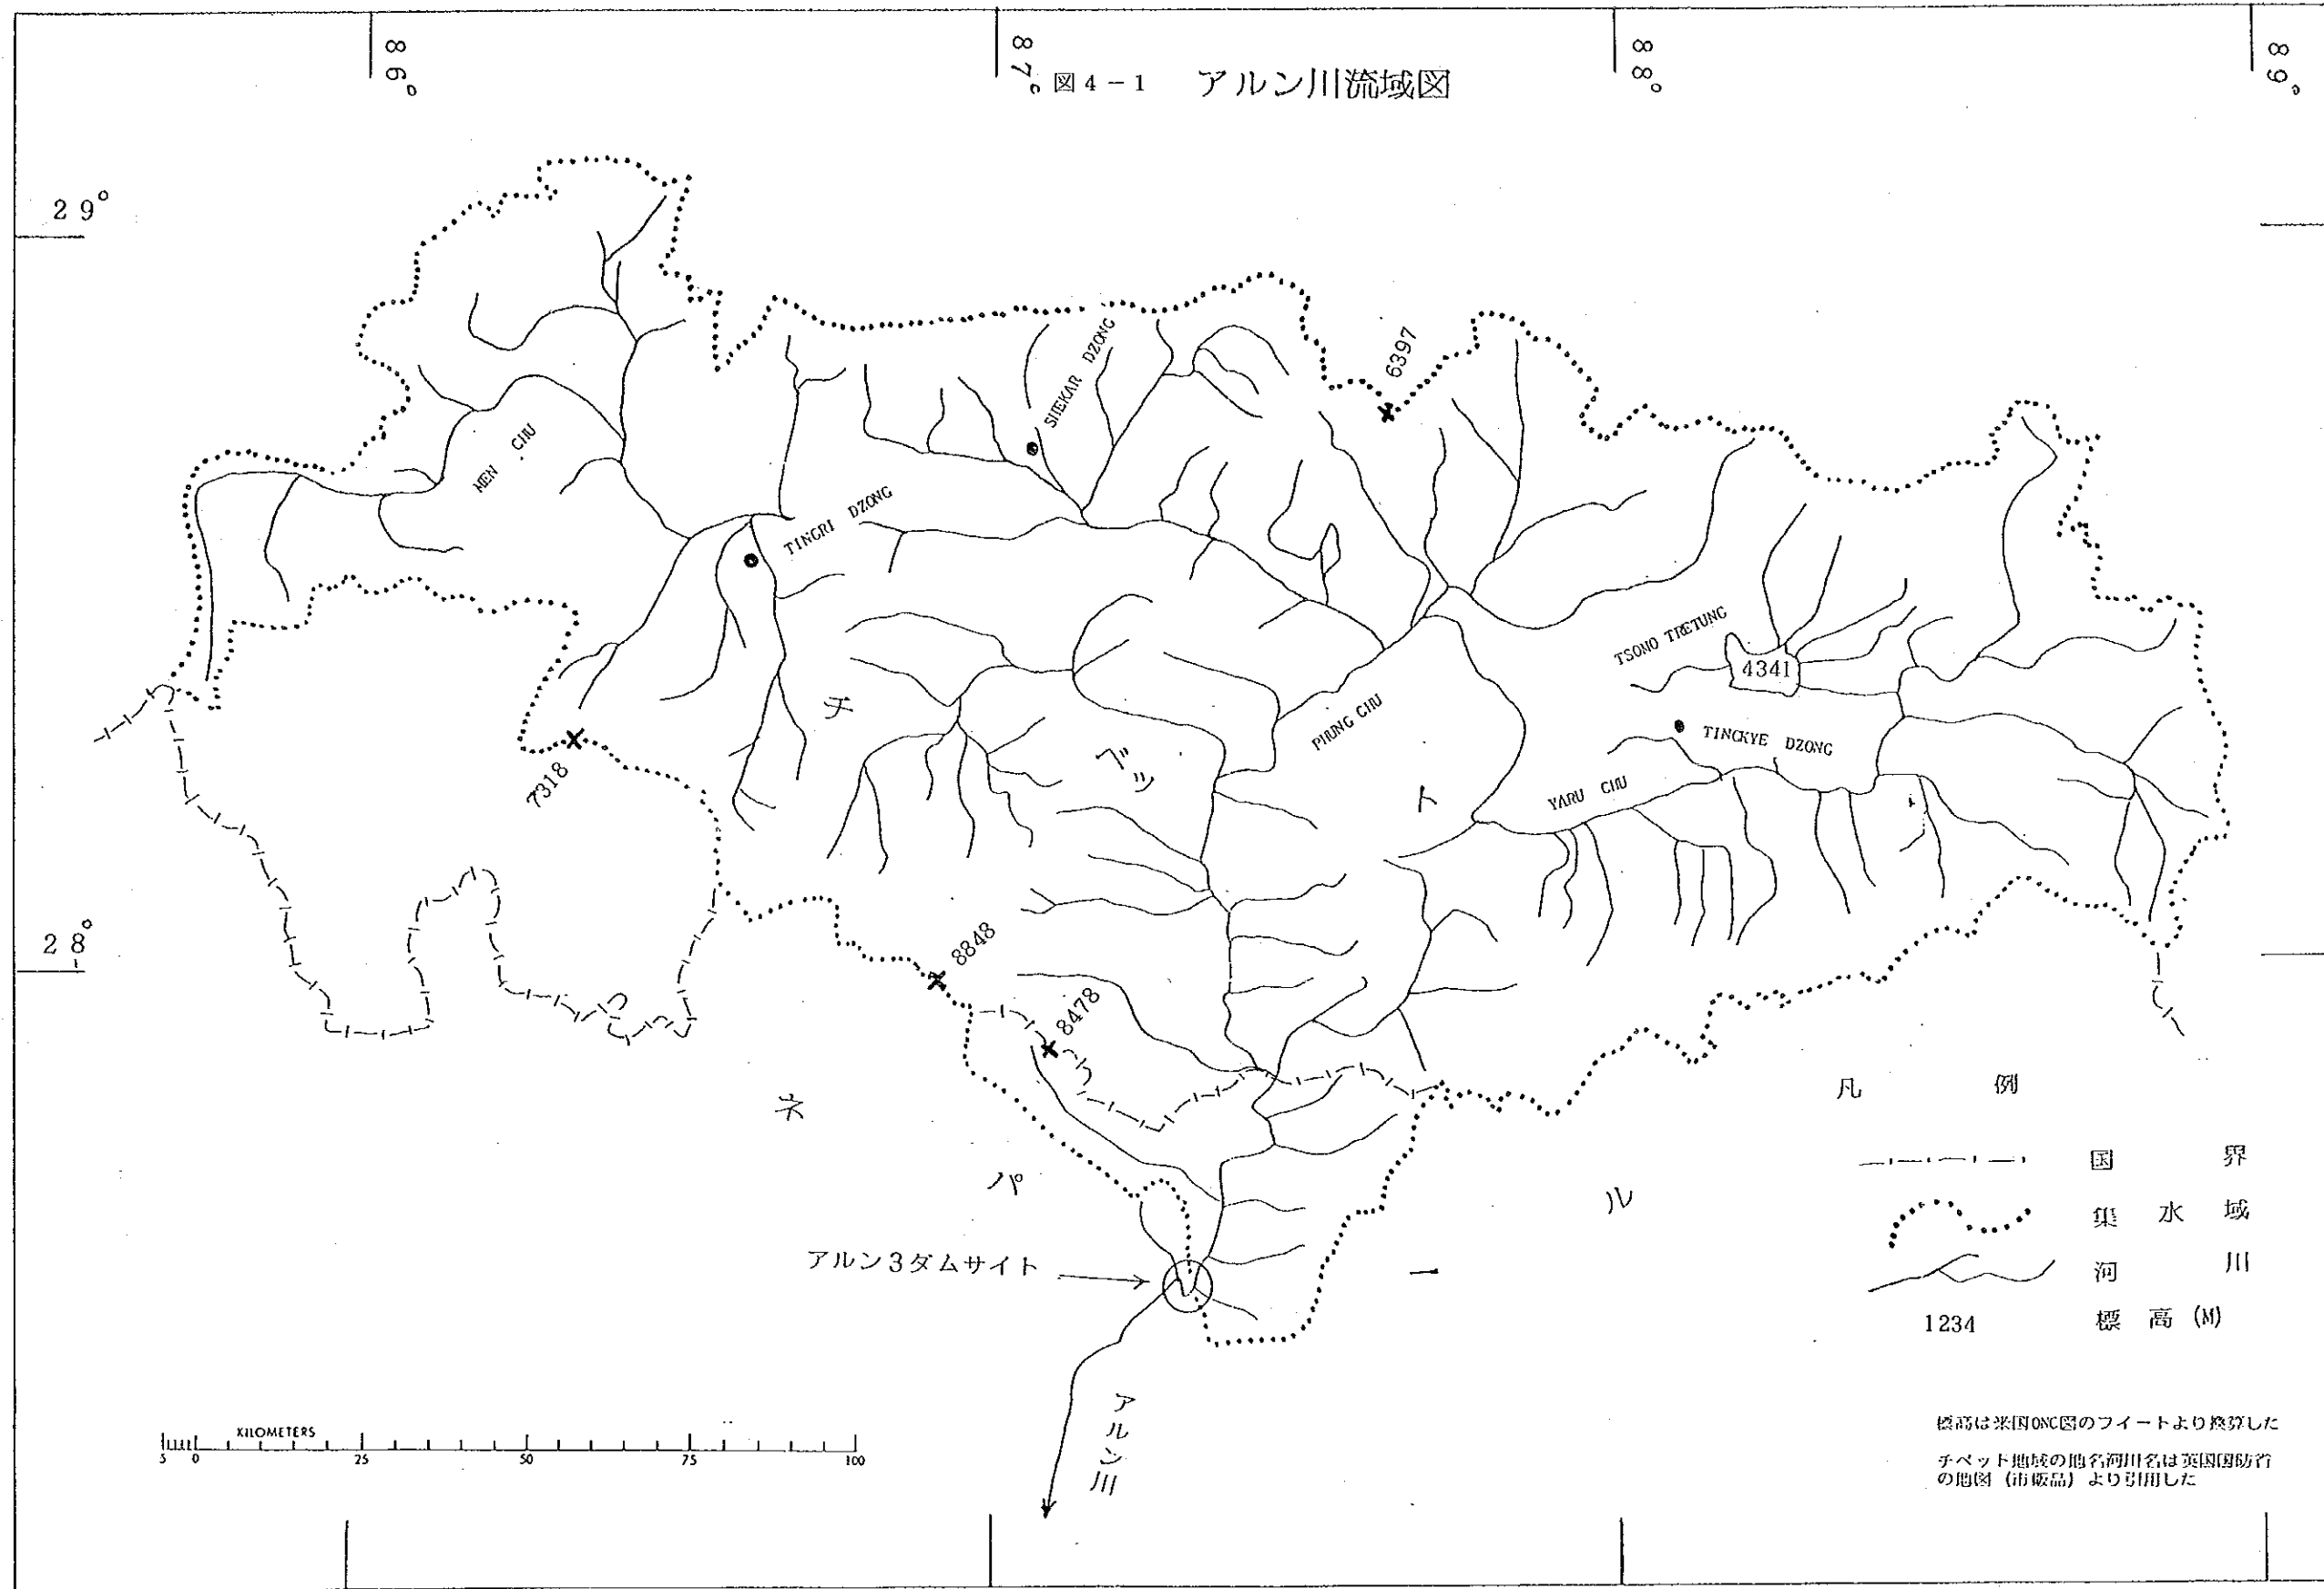 86°
87°
88°
89°
図4-1 アルン川流域図
29°
6397
SHEKAR DZONG
MEN CHU
TINGRI DZONG
TSOMO TRETUNG
4341
チ
ベッ
ト
PHUNG CHU
TINGKYE DZONG
YARU CHU
7318
28°
8848
8478
ネ
パ
ー
ル
凡例
国界
集水域
河川
1234 標高(M)
アルン3ダムサイト
アルン川
KILOMETERS
5 0 25 50 75 100
標高は米国ONC図のフイートより換算した
チベット地域の地名河川名は英国国防省
の地図(市販品)より引用した